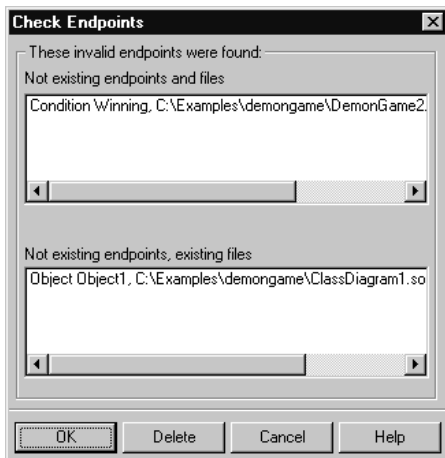 Check Endpoints
These invalid endpoints were found:
Not existing endpoints and files
Condition Winning, C:\Examples\demongame\DemonGame2.
Not existing endpoints, existing files
Object Object1, C:\Examples\demongame\ClassDiagram1.so
OK Delete Cancel Help